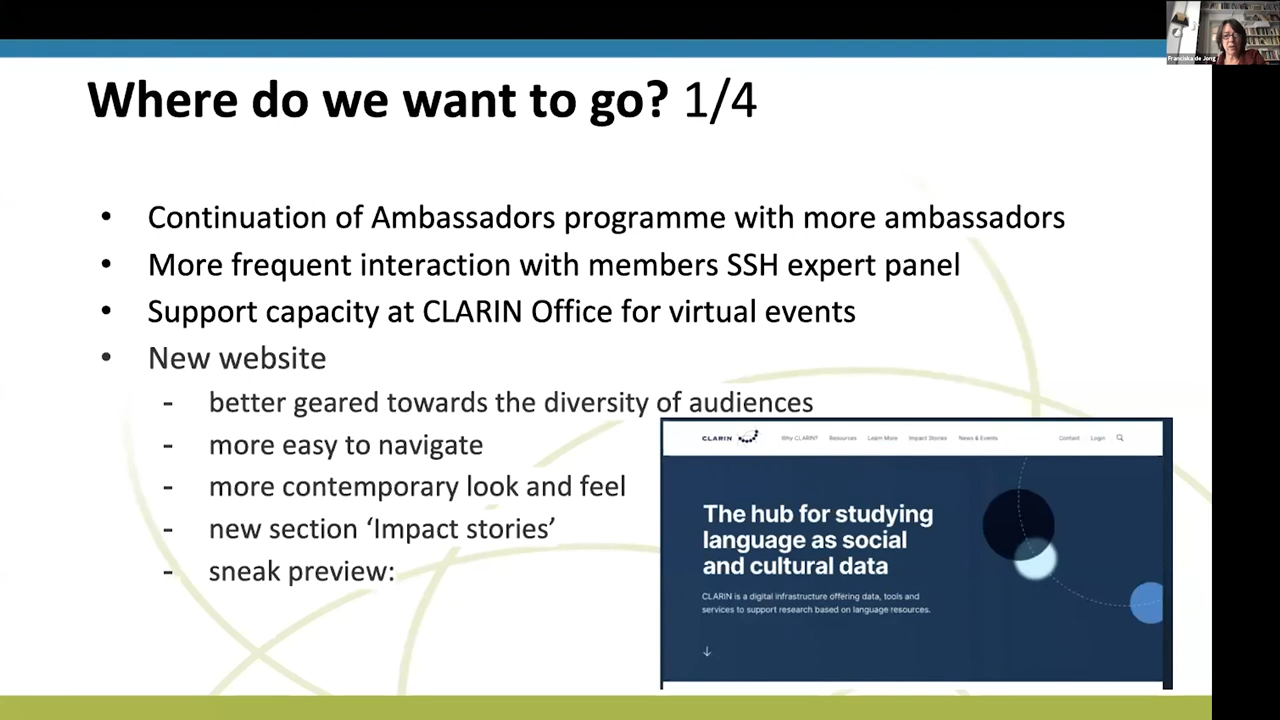 Franciska de Jong
Where do we want to go? 1/4
• Continuation of Ambassadors programme with more ambassadors
• More frequent interaction with members SSH expert panel
• Support capacity at CLARIN Office for virtual events
• New website
- better geared towards the diversity of audiences
- more easy to navigate
- more contemporary look and feel
- new section ‘Impact stories’
- sneak preview:
CLARIN Why CLARIN? Resources Learn More Impact Stories News & Events Contact Login
The hub for studying
language as social
and cultural data
CLARIN is a digital infrastructure offering data, tools and
services to support research based on language resources.